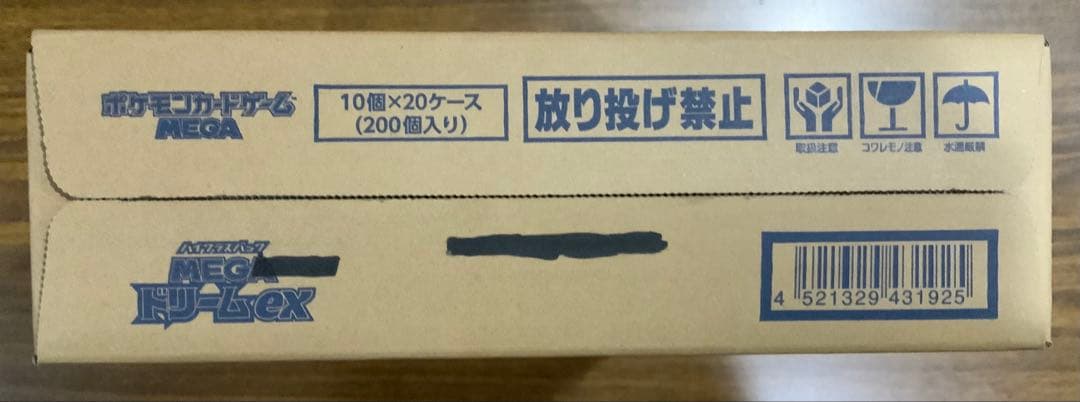 ポケモンカードゲーム
MEGA
10個×20ケース
(200個入り)
放り投げ禁止
取扱注意
コワレモノ注意
水濡厳禁
ハイクラスパック
MEGA
ドリームex
4 521329 431925